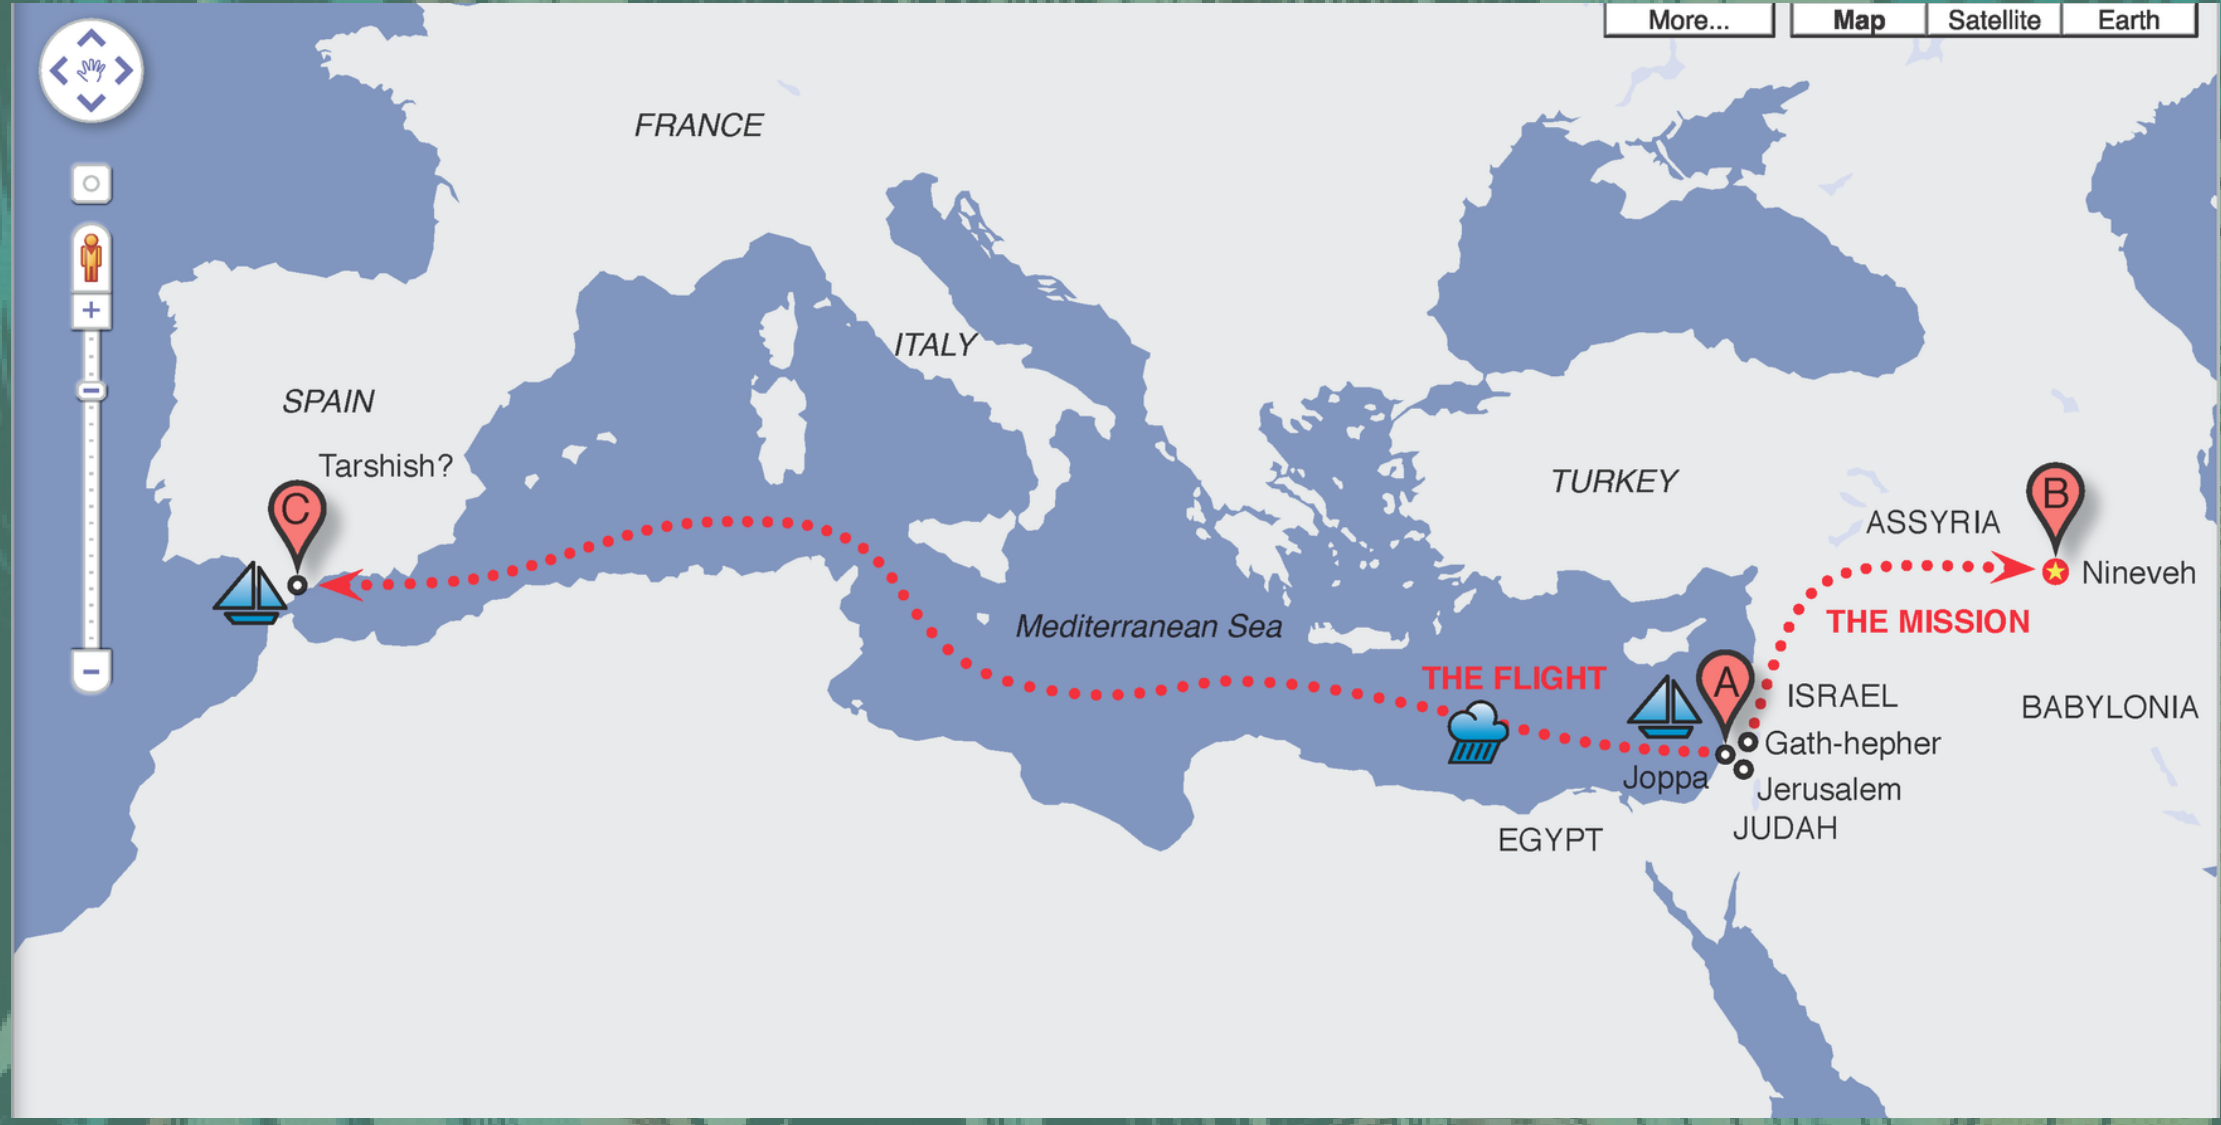 More...
Map
Satellite
Earth
FRANCE
ITALY
SPAIN
Tarshish?
C
TURKEY
B
ASSYRIA
Nineveh
THE MISSION
Mediterranean Sea
THE FLIGHT
A
ISRAEL
BABYLONIA
Gath-hepher
Joppa
Jerusalem
JUDAH
EGYPT